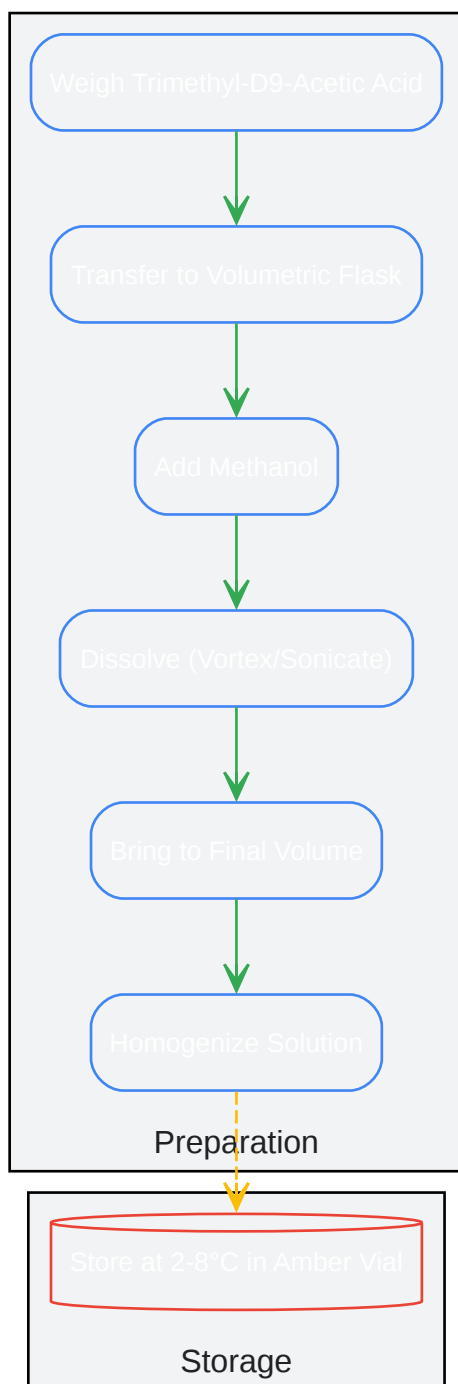 Weigh Trimethyl-D9-Acetic Acid
Transfer to Volumetric Flask
Add Methanol
Dissolve (Vortex/Sonicate)
Bring to Final Volume
Homogenize Solution
Preparation
Store at 2-8°C in Amber Vial
Storage